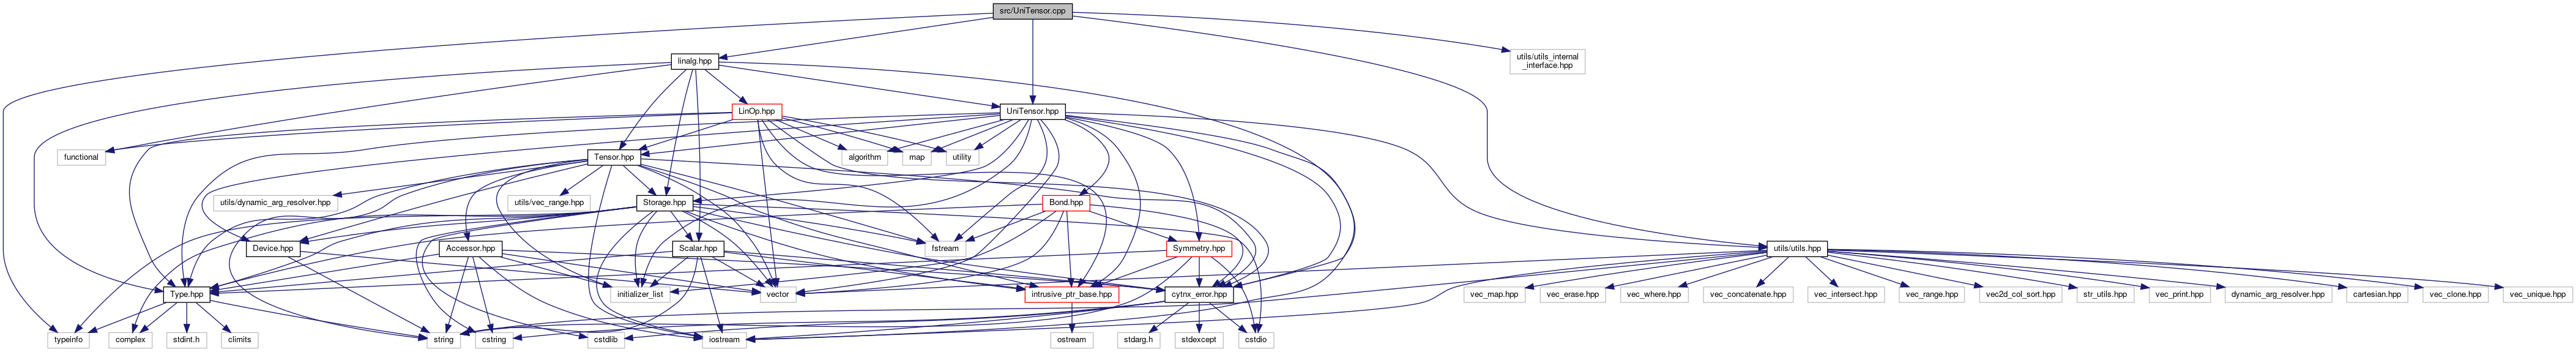 src/UniTensor.cpp
linalg.hpp
utils/utils_internal
_interface.hpp
LinOp.hpp
UniTensor.hpp
functional
Tensor.hpp
algorithm
map
utility
utils/dynamic_arg_resolver.hpp
utils/vec_range.hpp
Storage.hpp
Bond.hpp
Device.hpp
Accessor.hpp
Scalar.hpp
fstream
Symmetry.hpp
utils/utils.hpp
Type.hpp
initializer_list
vector
intrusive_ptr_base.hpp
cytnx_error.hpp
vec_map.hpp
vec_erase.hpp
vec_where.hpp
vec_concatenate.hpp
vec_intersect.hpp
vec_range.hpp
vec2d_col_sort.hpp
str_utils.hpp
vec_print.hpp
dynamic_arg_resolver.hpp
cartesian.hpp
vec_clone.hpp
vec_unique.hpp
typeinfo
complex
stdint.h
climits
string
cstring
cstdlib
iostream
ostream
stdarg.h
stdexcept
cstdio